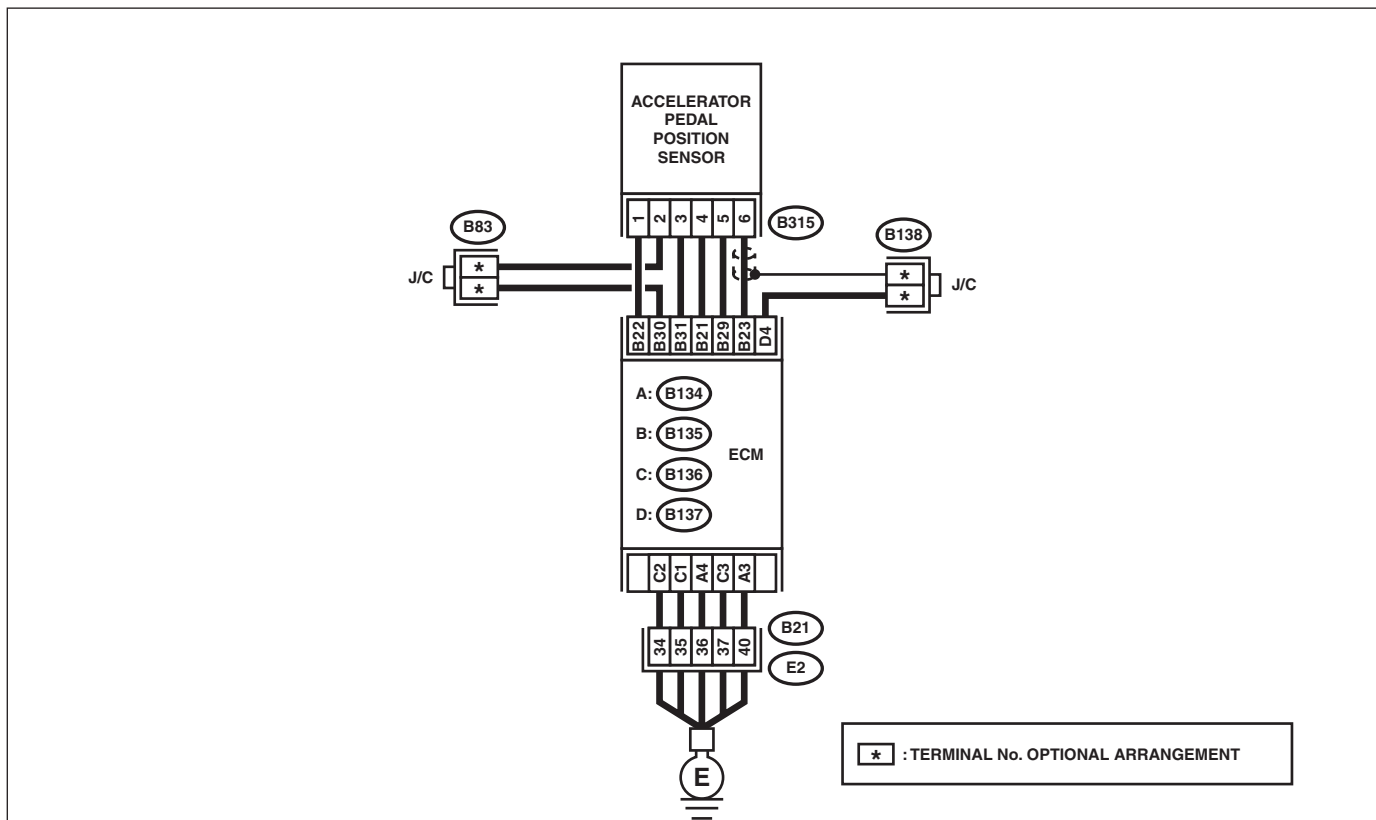 ACCELERATOR
PEDAL
POSITION
SENSOR
1 2 3 4 5 6
B315
B83
J/C
*
*
B138
J/C
*
*
B22 B30 B31 B21 B29 B23 D4
A: B134
B: B135
C: B136
D: B137
ECM
C2 C1 A4 C3 A3
34 35 36 37 40
B21
E2
E
* : TERMINAL No. OPTIONAL ARRANGEMENT